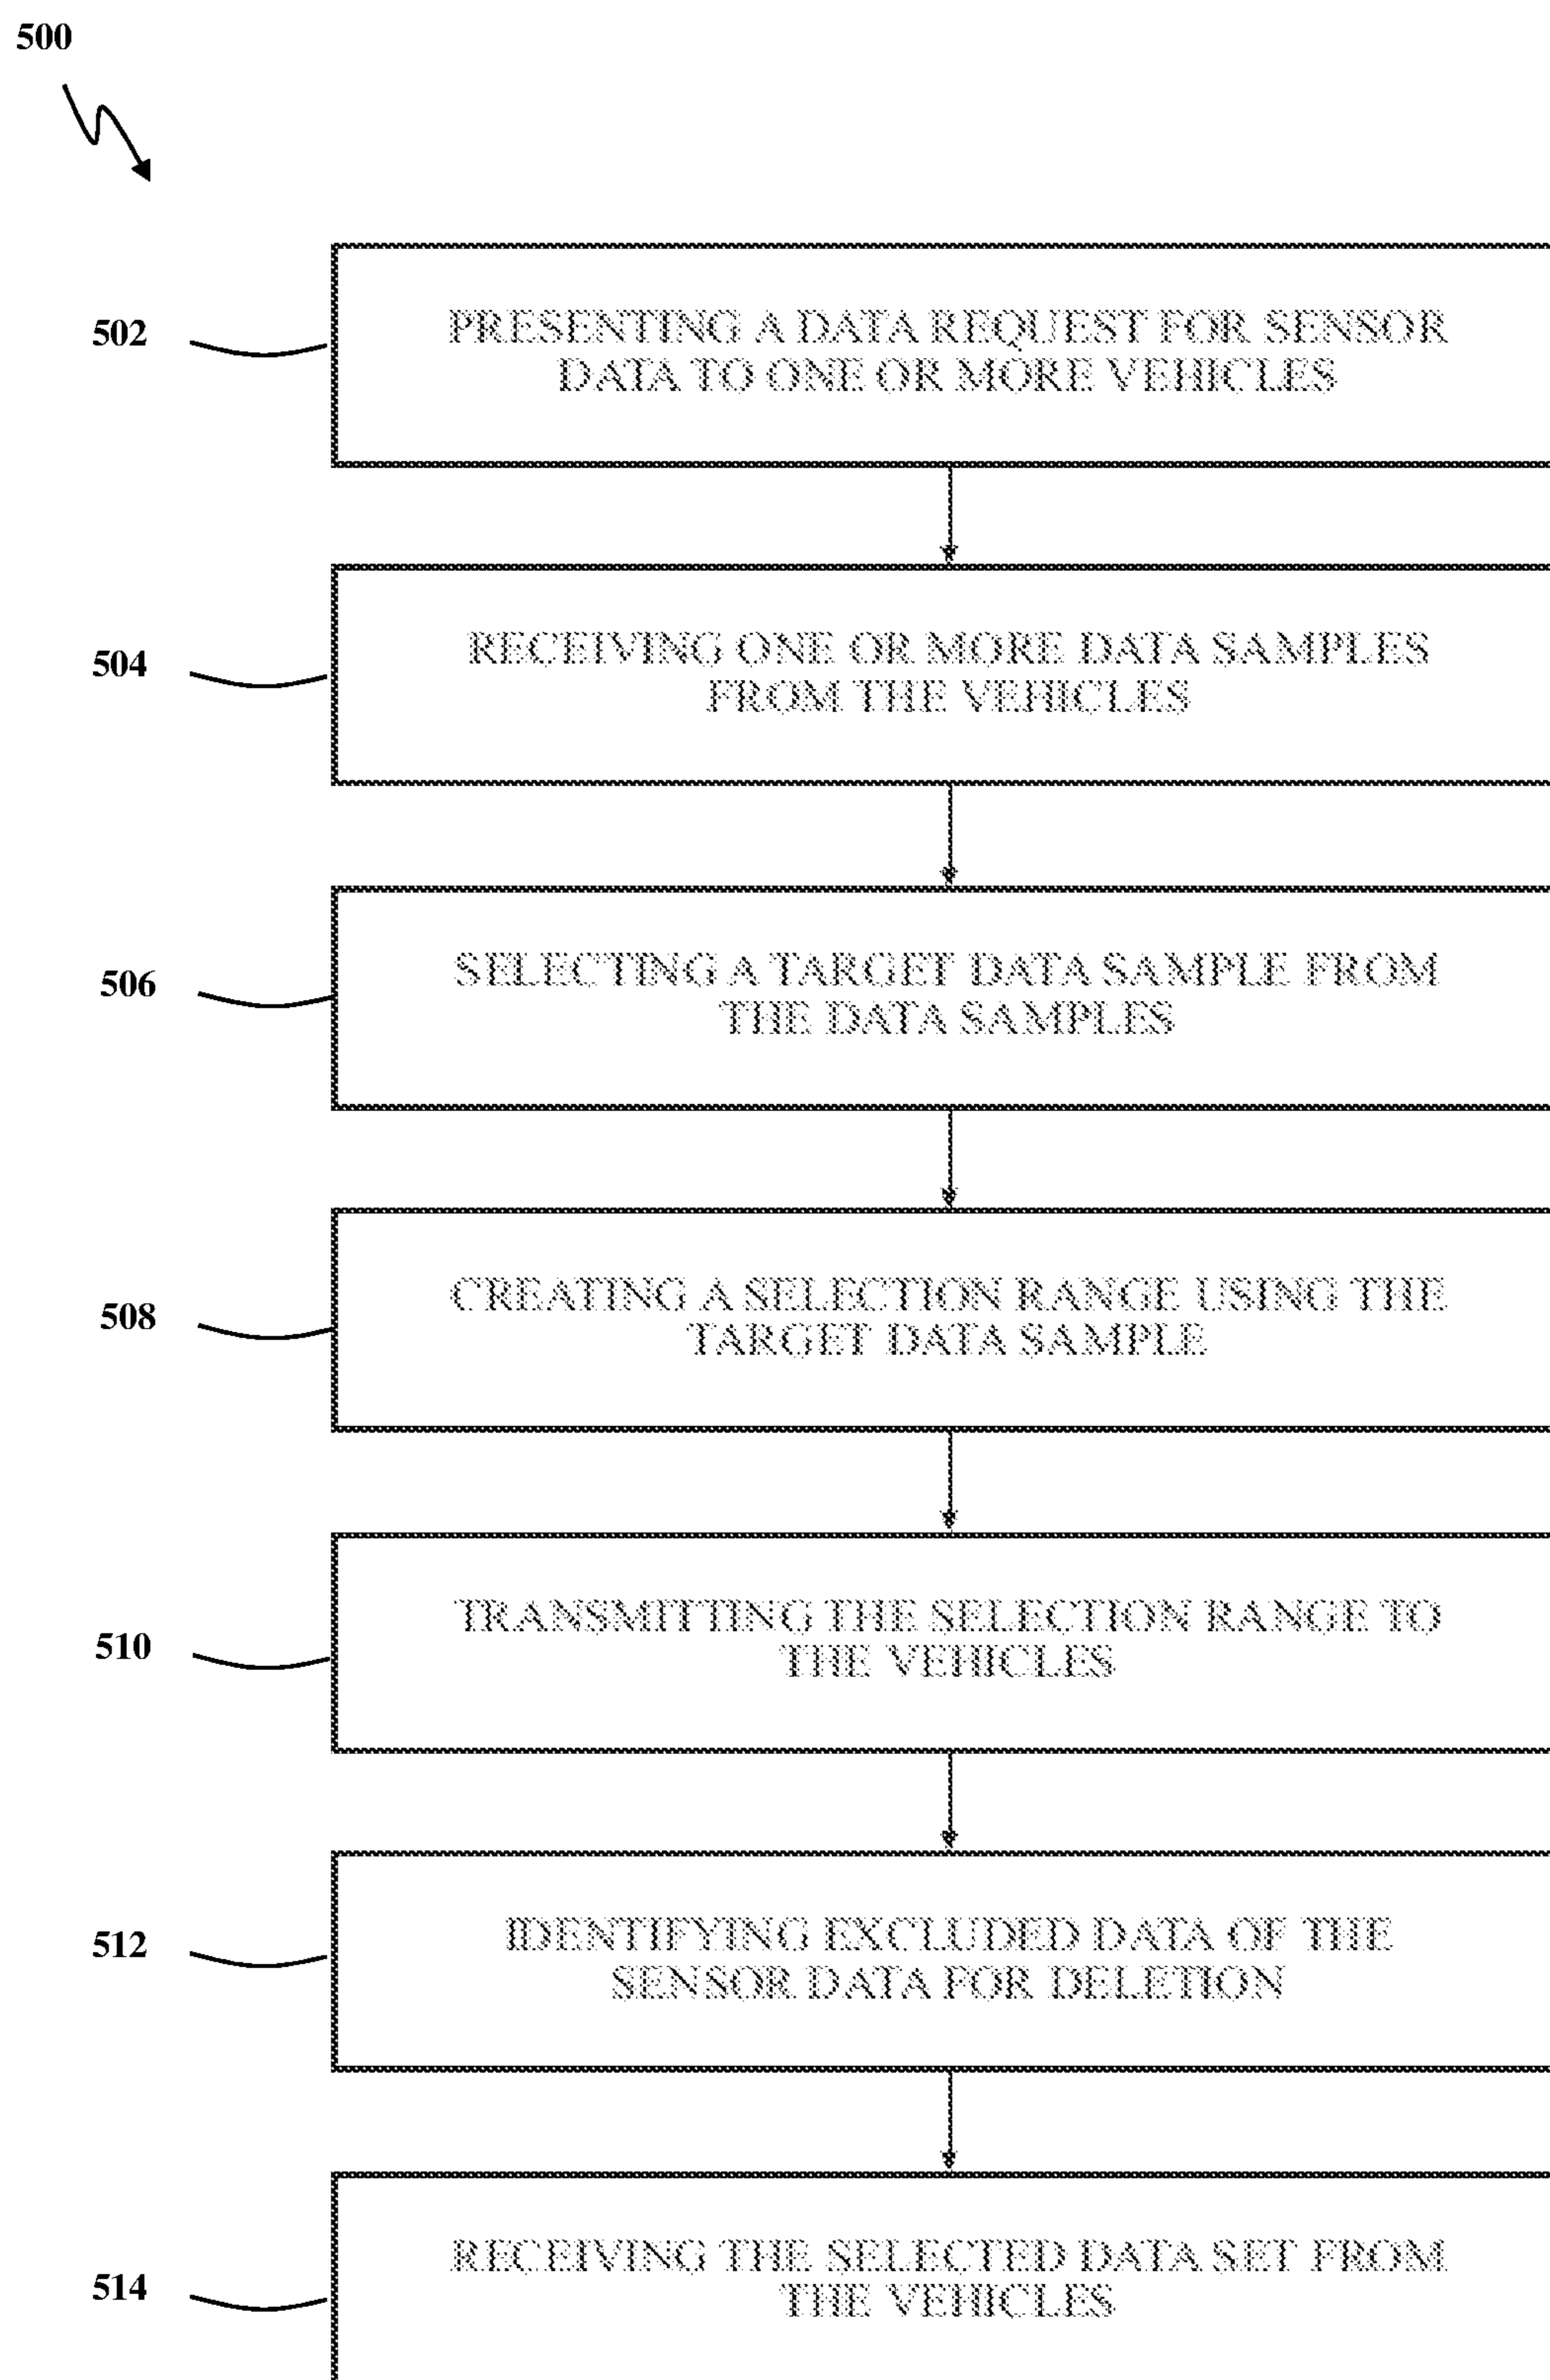 500
502
PRESENTING A DATA REQUEST FOR SENSOR
DATA TO ONE OR MORE VEHICLES
504
RECEIVING ONE OR MORE DATA SAMPLES
FROM THE VEHICLES
506
SELECTING A TARGET DATA SAMPLE FROM
THE DATA SAMPLES
508
CREATING A SELECTION RANGE USING THE
TARGET DATA SAMPLE
510
TRANSMITTING THE SELECTION RANGE TO
THE VEHICLES
512
IDENTIFYING EXCLUDED DATA OF THE
SENSOR DATA FOR DELETION
514
RECEIVING THE SELECTED DATA SET FROM
THE VEHICLES